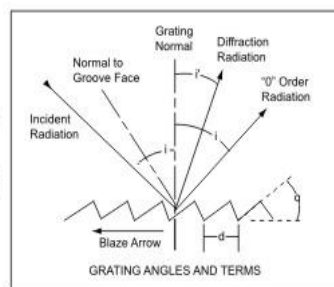 Grating
Normal
Diffraction
Radiation
Normal to
Groove Face
"0" Order
Radiation
Incident
Radiation
i'
i
i
d
Blaze Arrow
GRATING ANGLES AND TERMS